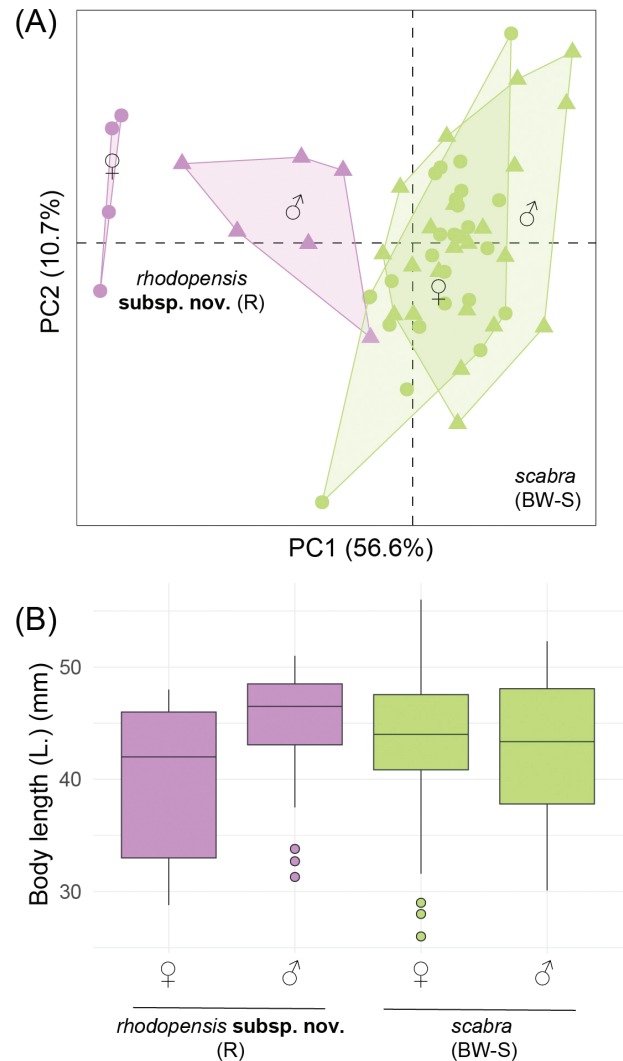 (A)
PC2 (10.7%)
♀
♂
♂
♀
rhodopensis
subsp. nov. (R)
scabra
(BW-S)
PC1 (56.6%)
(B)
Body length (L.) (mm)
50
40
30
♀ ♂ ♀ ♂
rhodopensis subsp. nov.
(R)
scabra
(BW-S)